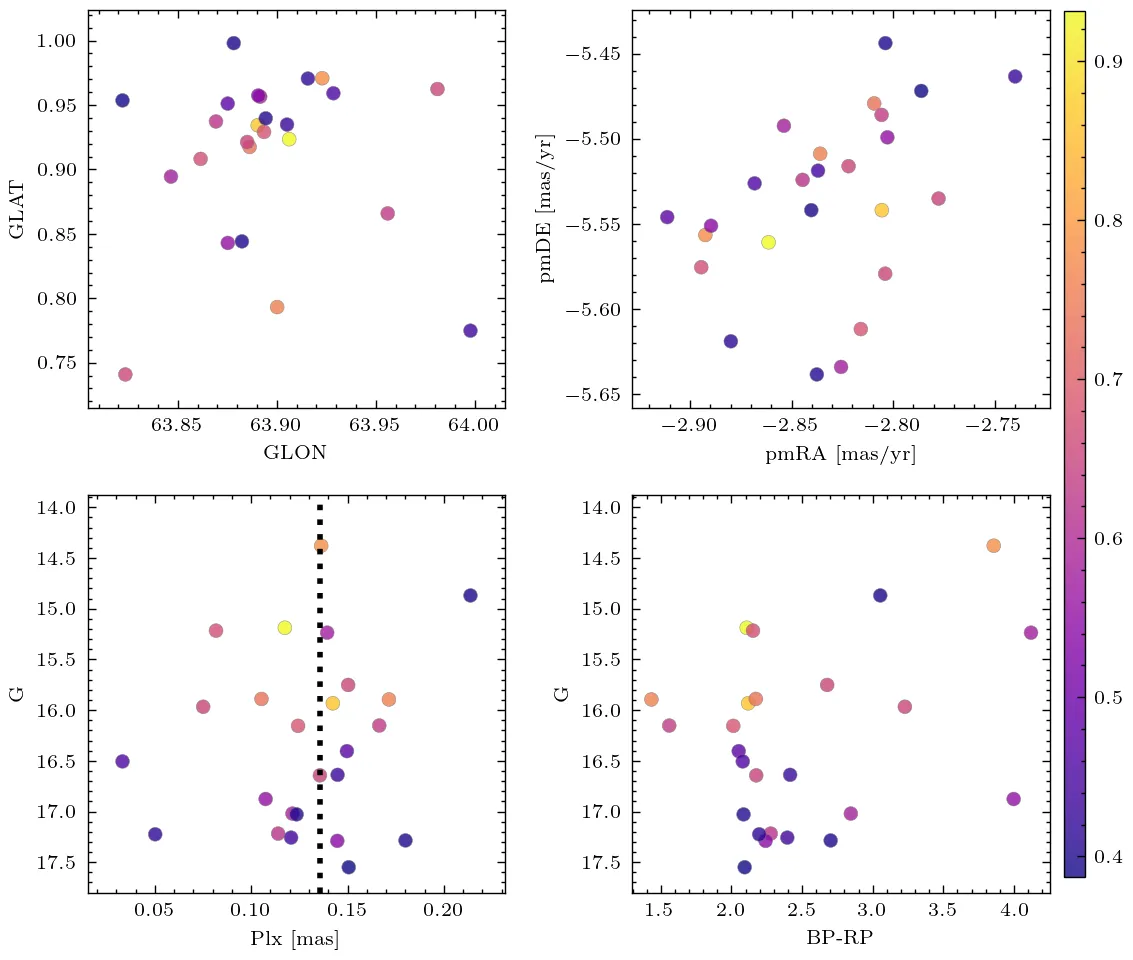 1.00
0.95
0.90
0.85
0.80
0.75
GLAT
63.85 63.90 63.95 64.00
GLON
−5.45
−5.50
−5.55
−5.60
−5.65
pmDE [mas/yr]
−2.90 −2.85 −2.80 −2.75
pmRA [mas/yr]
0.9
0.8
0.7
0.6
0.5
0.4
14.0
14.5
15.0
15.5
16.0
16.5
17.0
17.5
G
0.05 0.10 0.15 0.20
Plx [mas]
14.0
14.5
15.0
15.5
16.0
16.5
17.0
17.5
G
1.5 2.0 2.5 3.0 3.5 4.0
BP-RP